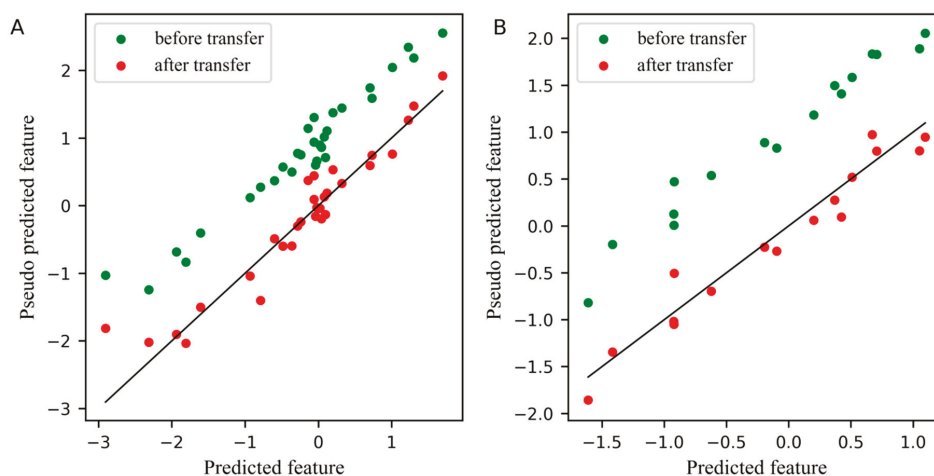 A
before transfer
after transfer
2
1
0
−1
−2
−3
−3
−2
−1
0
1
Pseudo predicted feature
Predicted feature
B
before transfer
after transfer
2.0
1.5
1.0
0.5
0.0
−0.5
−1.0
−1.5
−2.0
−1.5
−1.0
−0.5
0.0
0.5
1.0
Pseudo predicted feature
Predicted feature